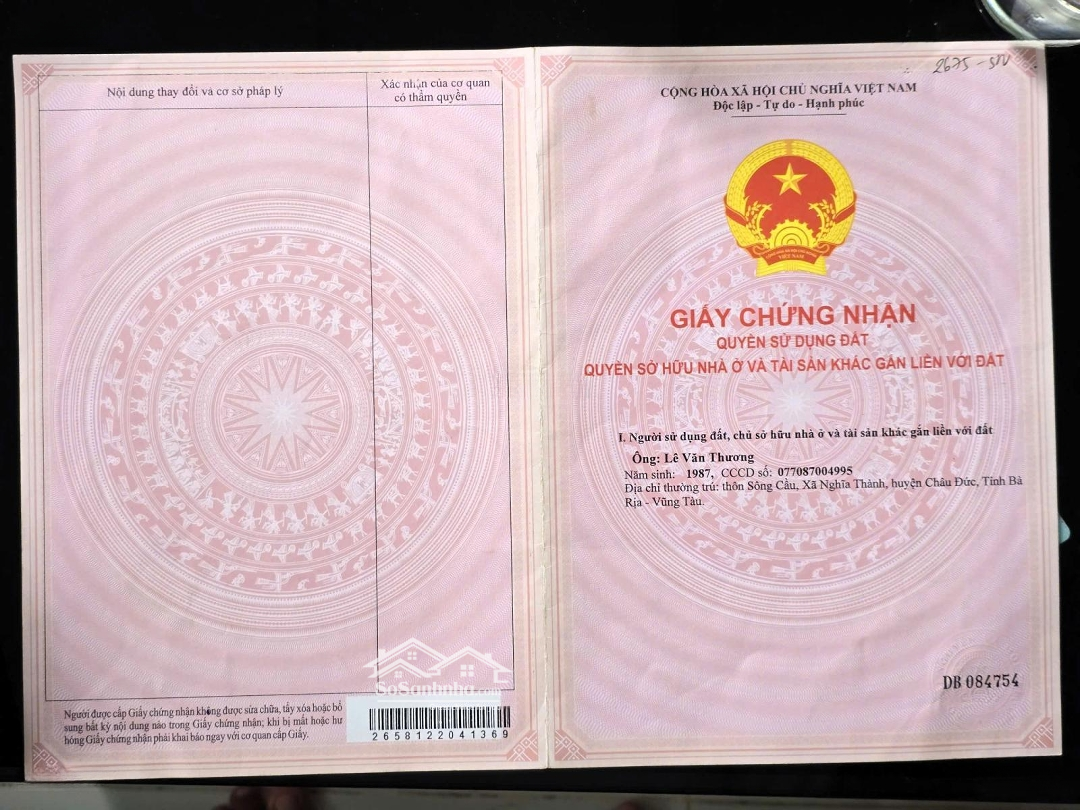 Nội dung thay đổi và cơ sở pháp lý
Xác nhận của cơ quan
có thẩm quyền
Người được cấp Giấy chứng nhận không được sửa chữa, tẩy xóa hoặc bổ
sung bất kỳ nội dung nào trong Giấy chứng nhận; khi bị mất hoặc hư
hỏng Giấy chứng nhận phải khai báo ngay với cơ quan cấp Giấy.
SoSanhnha
2658122041369
2675
CỘNG HÒA XÃ HỘI CHỦ NGHĨA VIỆT NAM
Độc lập - Tự do - Hạnh phúc
VIỆT NAM
GIẤY CHỨNG NHẬN
QUYỀN SỬ DỤNG ĐẤT
QUYỀN SỞ HỮU NHÀ Ở VÀ TÀI SẢN KHÁC GẮN LIỀN VỚI ĐẤT
I. Người sử dụng đất, chủ sở hữu nhà ở và tài sản khác gắn liền với đất
Ông: Lê Văn Thương
Năm sinh: 1987, CCCD số: 077087004995
Địa chỉ thường trú: thôn Sông Cầu, Xã Nghĩa Thành, huyện Châu Đức, Tỉnh Bà
Rịa - Vũng Tàu.
DB 084754